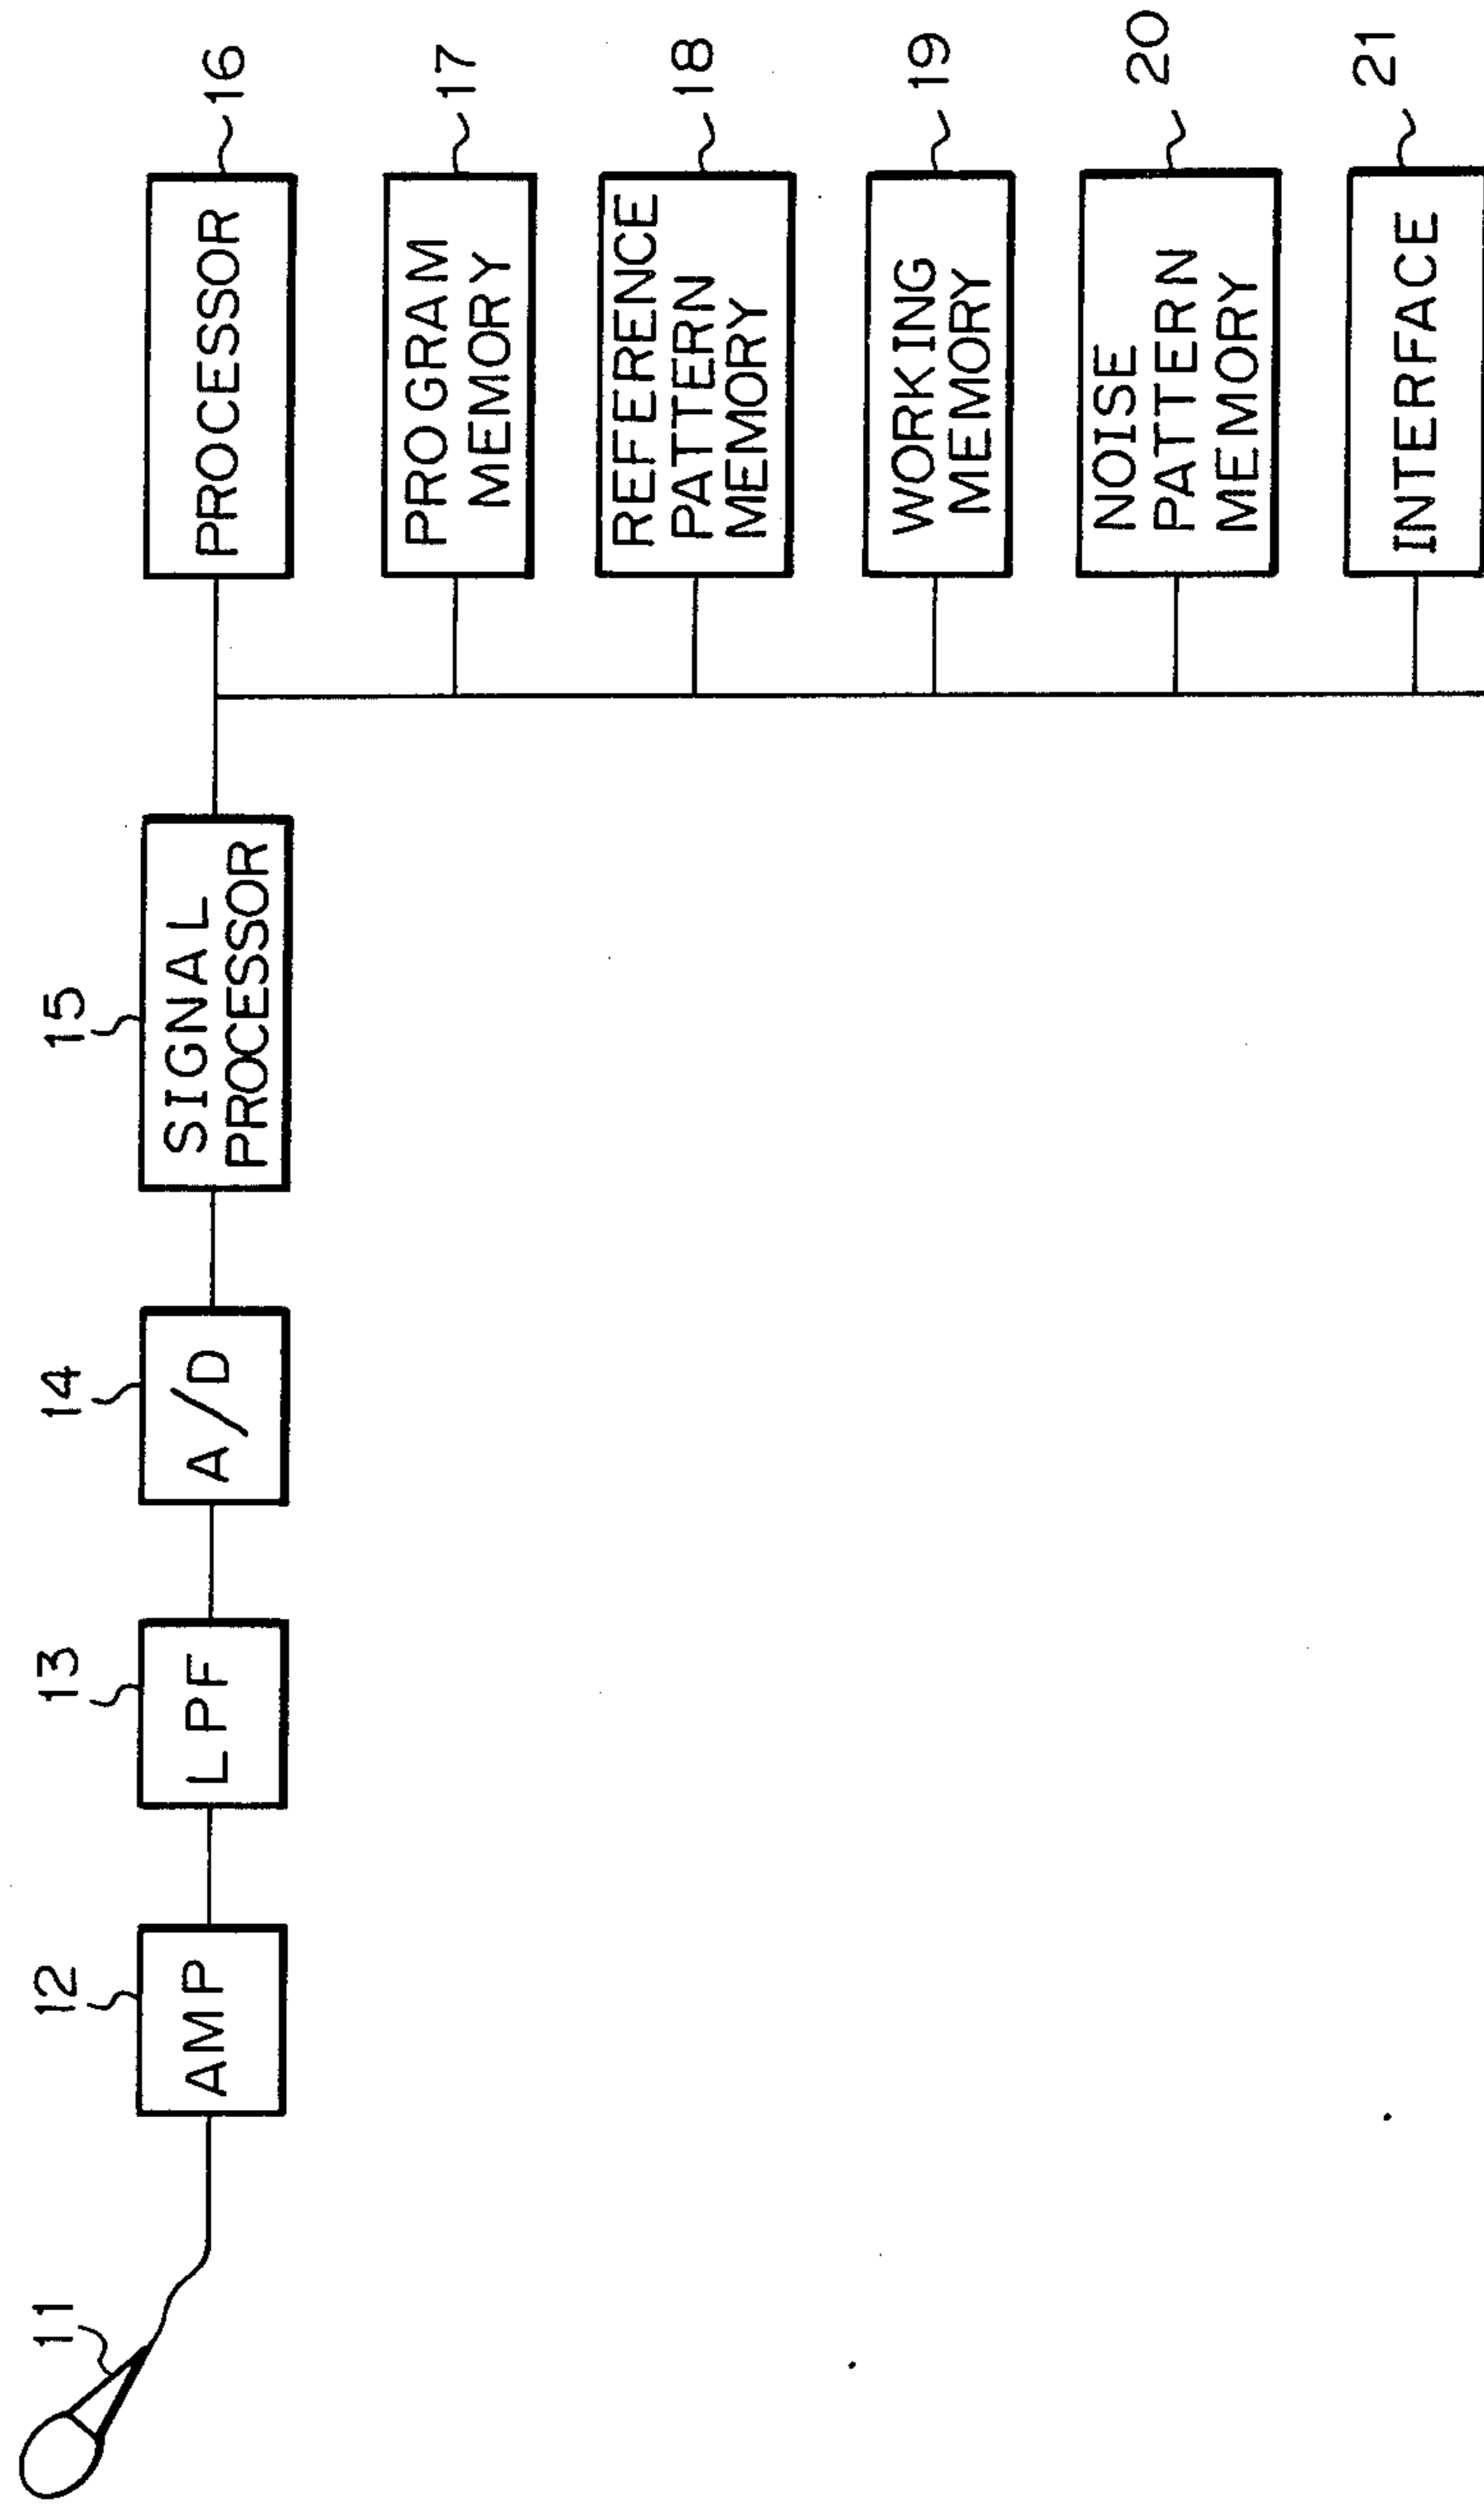 11
12
AMP
13
LPF
14
A/D
15
SIGNAL
PROCESSOR
16
PROCESSOR
17
PROGRAM
MEMORY
18
REFERENCE
PATTERN
MEMORY
19
WORKING
MEMORY
20
NOISE
PATTERN
MEMORY
21
INTERFACE